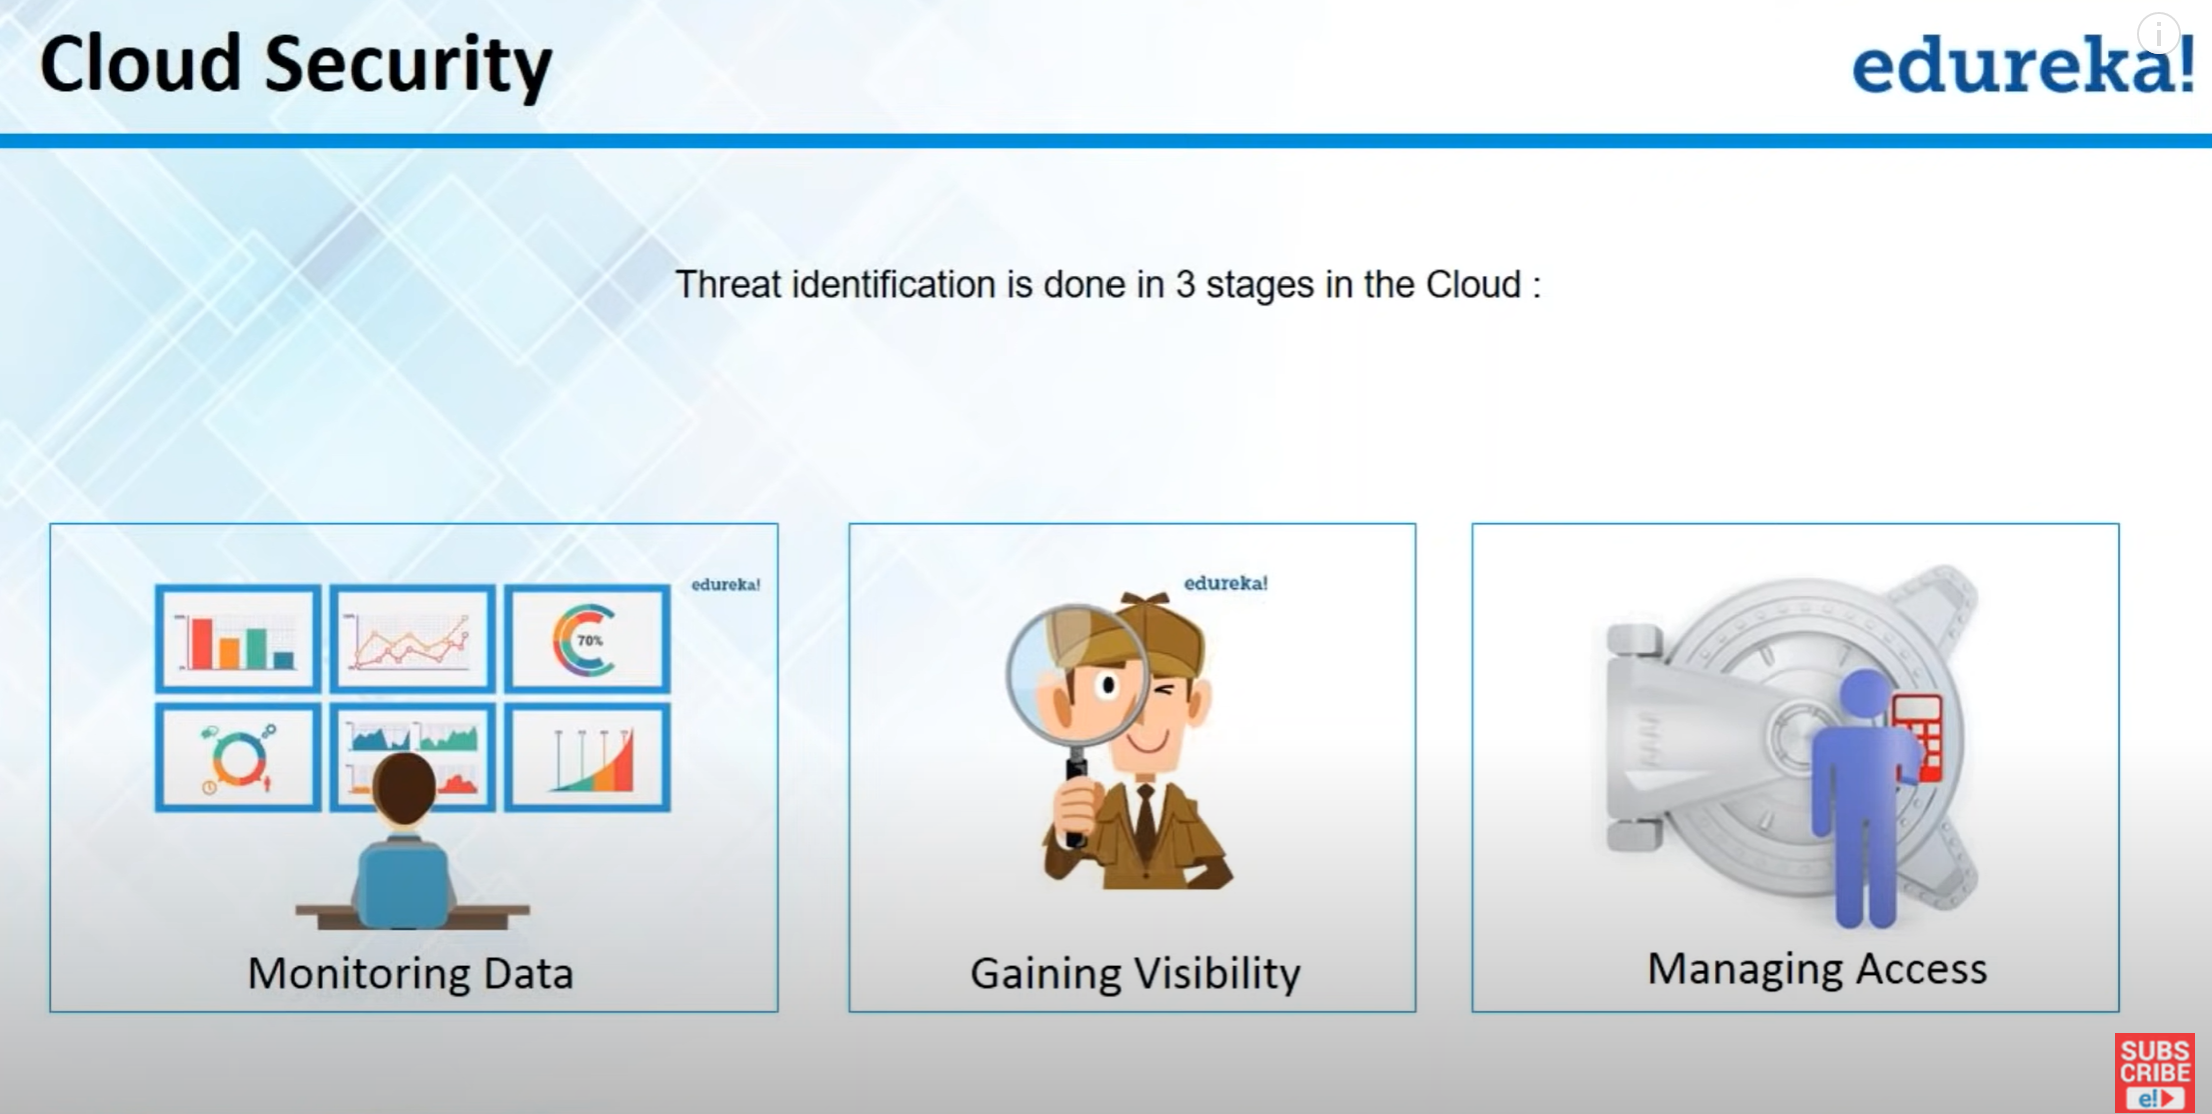 Cloud Security
edureka!
Threat identification is done in 3 stages in the Cloud :
edureka!
70%
Monitoring Data
edureka!
Gaining Visibility
Managing Access
SUBS
CRIBE
e!